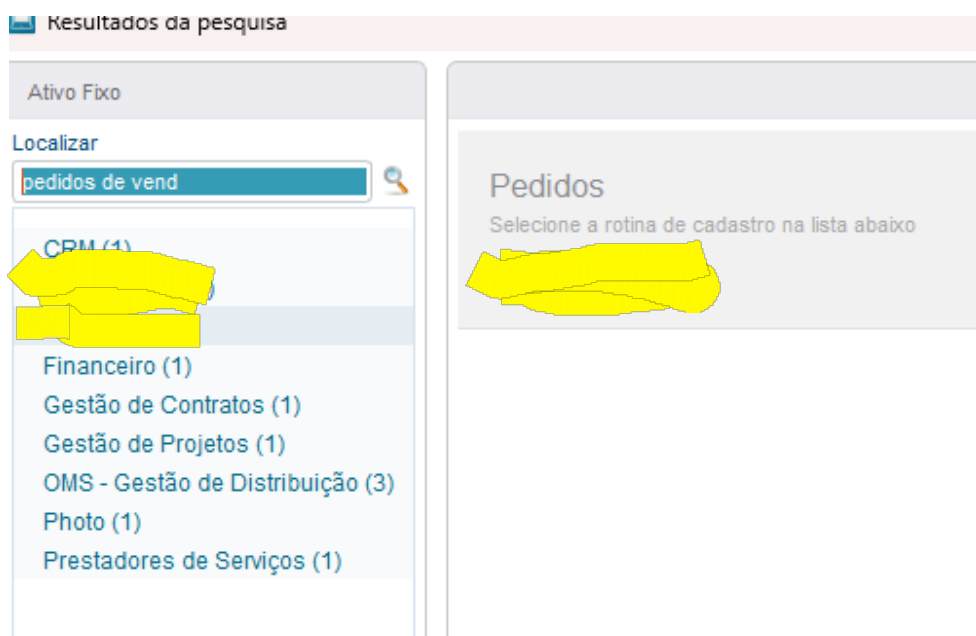 Resultados da pesquisa
Ativo Fixo
Localizar
pedidos de vend
CRM (1)
Financeiro (1)
Gestão de Contratos (1)
Gestão de Projetos (1)
OMS - Gestão de Distribuição (3)
Photo (1)
Prestadores de Serviços (1)
Pedidos
Selecione a rotina de cadastro na lista abaixo